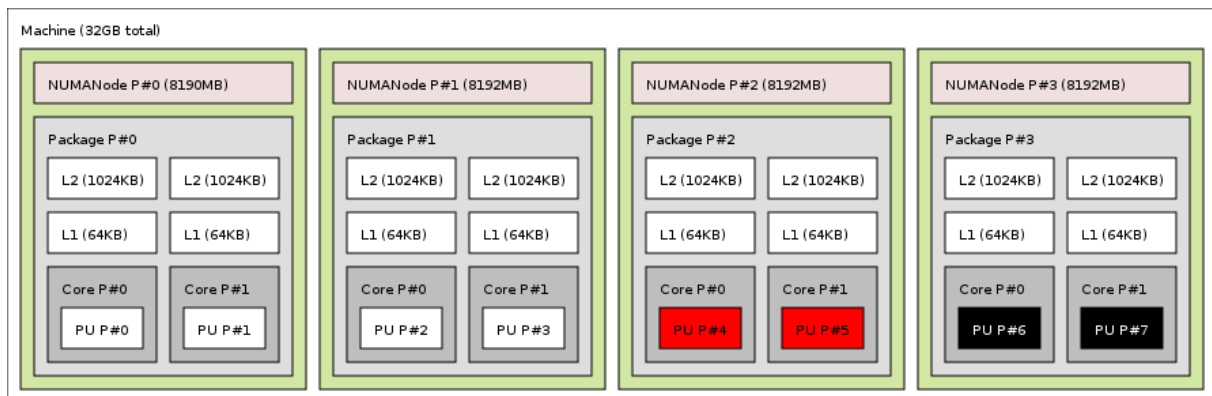 Machine (32GB total)
NUMANode P#0 (8190MB)
Package P#0
L2 (1024KB) L2 (1024KB)
L1 (64KB) L1 (64KB)
Core P#0 Core P#1
PU P#0 PU P#1
NUMANode P#1 (8192MB)
Package P#1
L2 (1024KB) L2 (1024KB)
L1 (64KB) L1 (64KB)
Core P#0 Core P#1
PU P#2 PU P#3
NUMANode P#2 (8192MB)
Package P#2
L2 (1024KB) L2 (1024KB)
L1 (64KB) L1 (64KB)
Core P#0 Core P#1
PU P#4 PU P#5
NUMANode P#3 (8192MB)
Package P#3
L2 (1024KB) L2 (1024KB)
L1 (64KB) L1 (64KB)
Core P#0 Core P#1
PU P#6 PU P#7